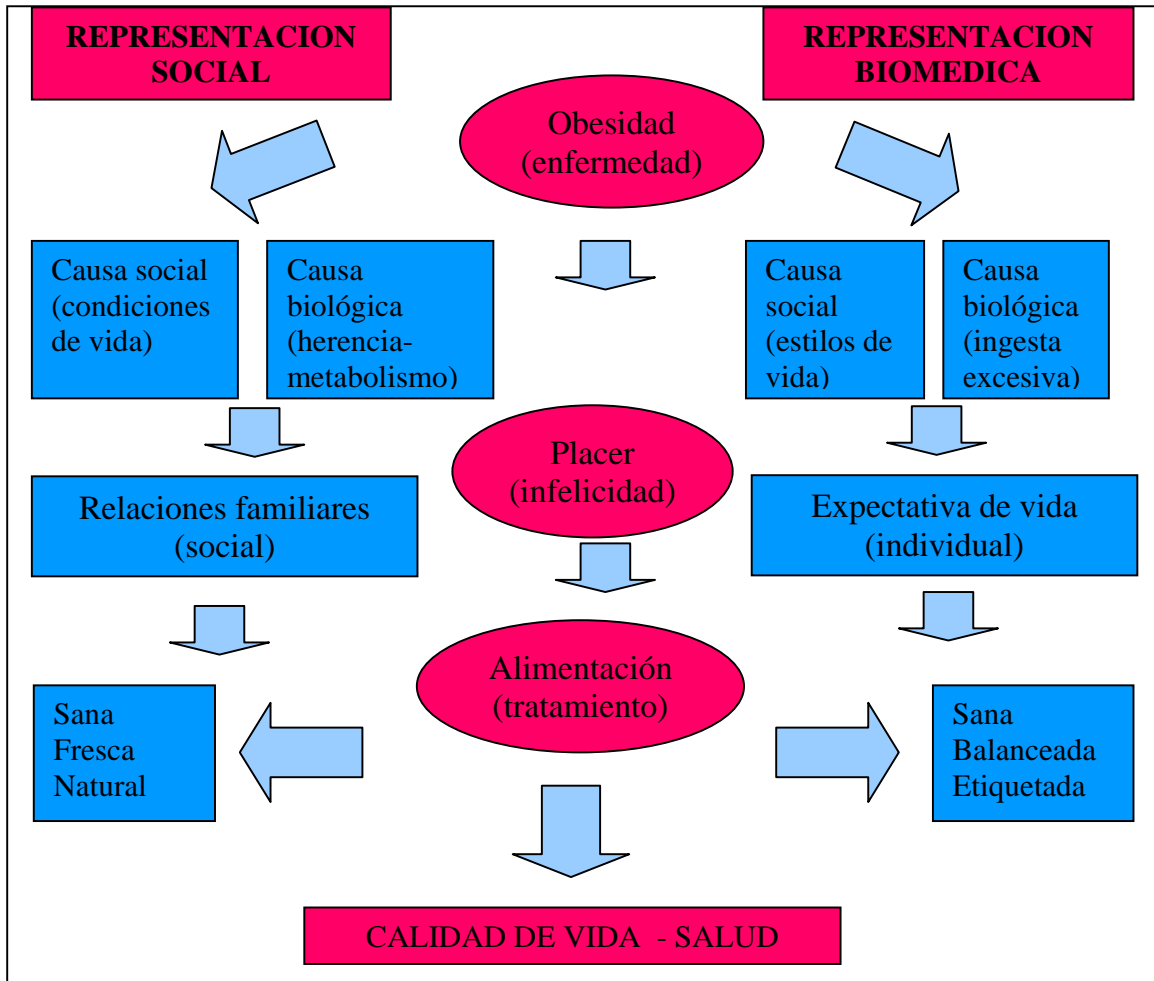 REPRESENTACION
SOCIAL
REPRESENTACION
BIOMEDICA
Obesidad
(enfermedad)
Causa social
(condiciones
de vida)
Causa
biológica
(herencia-
metabolismo)
Causa
social
(estilos de
vida)
Causa
biológica
(ingesta
excesiva)
Placer
(infelicidad)
Relaciones familiares
(social)
Expectativa de vida
(individual)
Alimentación
(tratamiento)
Sana
Fresca
Natural
Sana
Balanceada
Etiquetada
CALIDAD DE VIDA - SALUD